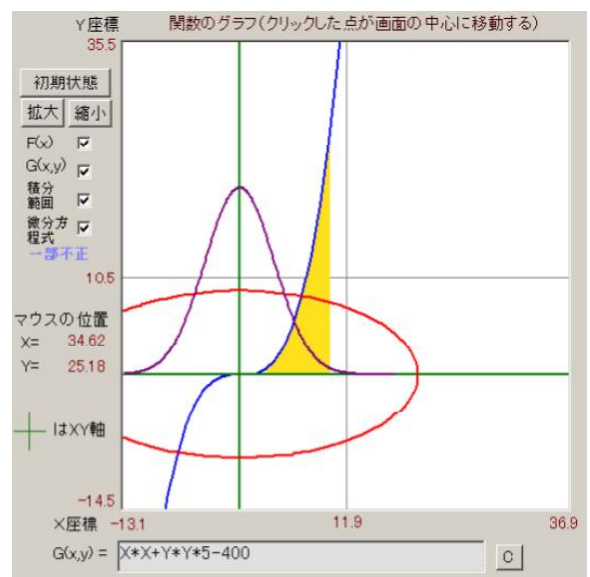 Y座標 関数のグラフ(クリックした点が画面の中心に移動する)
35.5
初期状態
拡大 縮小
F(x)
G(x,y)
積分
範囲
微分方
程式
一部不正
10.5
マウスの位置
X= 34.62
Y= 25.18
はXY軸
-14.5
X座標 -13.1 11.9 36.9
G(x,y) = X*X+Y*Y*5-400 C